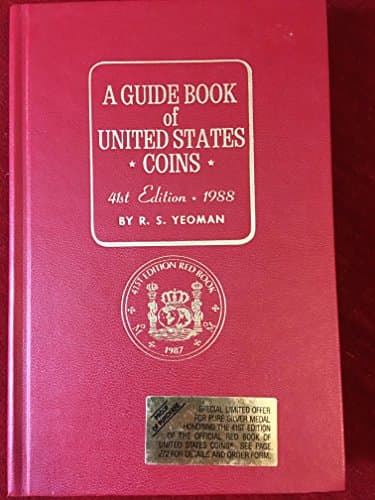 A GUIDE BOOK
of
UNITED STATES
★ COINS ★
41st Edition • 1988
BY R. S. YEOMAN
41ST EDITION RED BOOK
1987
SPECIAL LIMITED OFFER
FOR PURE SILVER MEDAL
HONORING THE 41ST EDITION
OF THE OFFICIAL RED BOOK OF
UNITED STATES COINS®. SEE PAGE
272 FOR DETAILS AND ORDER FORM.